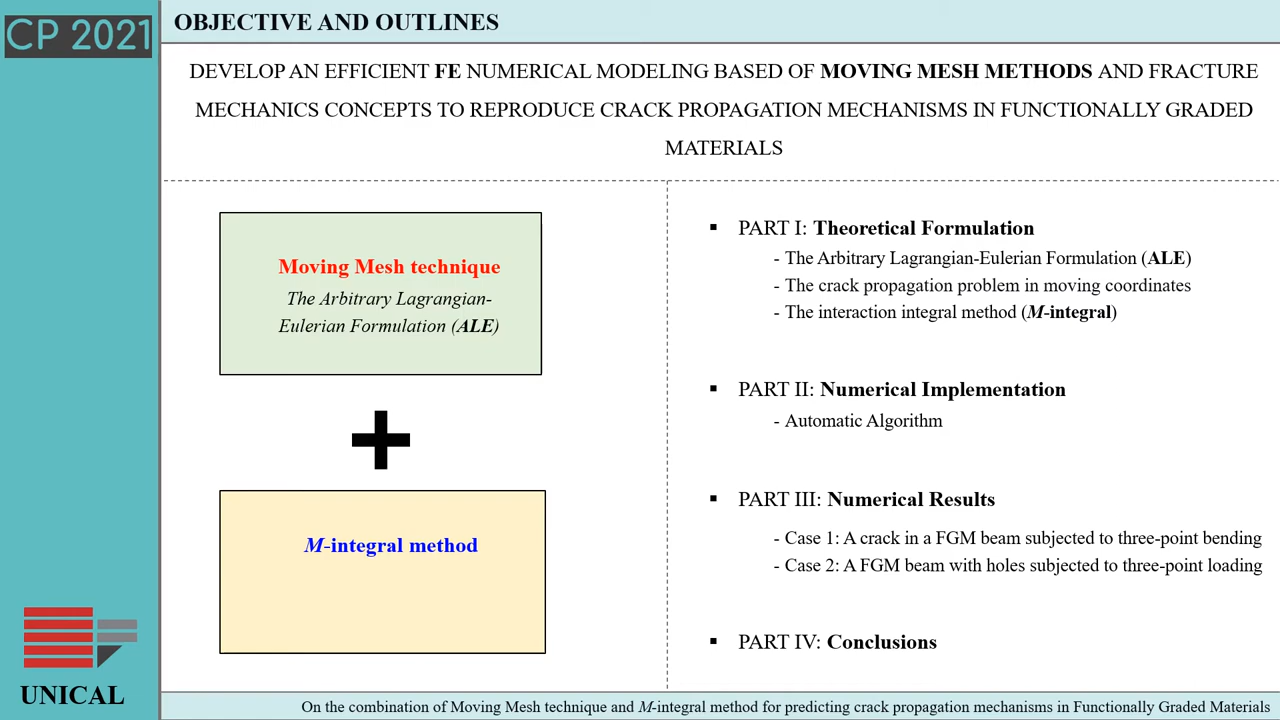 CP 2021
OBJECTIVE AND OUTLINES
DEVELOP AN EFFICIENT FE NUMERICAL MODELING BASED OF MOVING MESH METHODS AND FRACTURE
MECHANICS CONCEPTS TO REPRODUCE CRACK PROPAGATION MECHANISMS IN FUNCTIONALLY GRADED
MATERIALS
Moving Mesh technique
The Arbitrary Lagrangian-
Eulerian Formulation (ALE)
M-integral method
▪ PART I: Theoretical Formulation
- The Arbitrary Lagrangian-Eulerian Formulation (ALE)
- The crack propagation problem in moving coordinates
- The interaction integral method (M-integral)
▪ PART II: Numerical Implementation
- Automatic Algorithm
▪ PART III: Numerical Results
- Case 1: A crack in a FGM beam subjected to three-point bending
- Case 2: A FGM beam with holes subjected to three-point loading
▪ PART IV: Conclusions
UNICAL
On the combination of Moving Mesh technique and M-integral method for predicting crack propagation mechanisms in Functionally Graded Materials